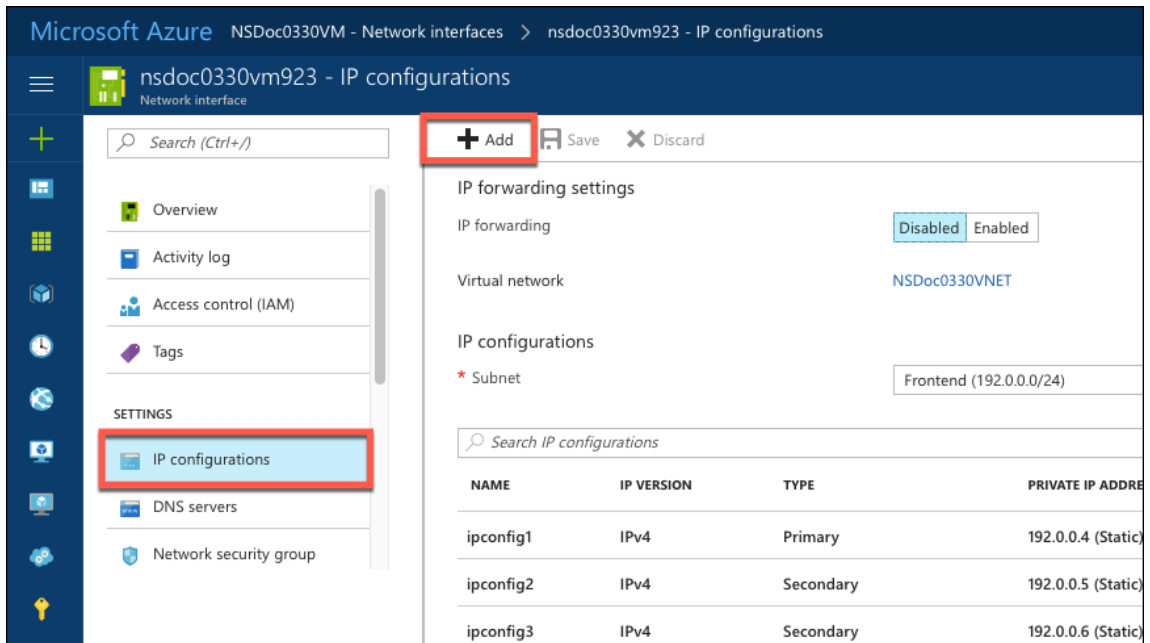 Microsoft Azure NSDoc0330VM - Network interfaces > nsdoc0330vm923 - IP configurations
nsdoc0330vm923 - IP configurations
Network interface
Search (Ctrl+/)
Overview
Activity log
Access control (IAM)
Tags
SETTINGS
IP configurations
DNS servers
Network security group
Add Save Discard
IP forwarding settings
IP forwarding Disabled Enabled
Virtual network NSDoc0330VNET
IP configurations
* Subnet Frontend (192.0.0.0/24)
Search IP configurations
NAME IP VERSION TYPE PRIVATE IP ADDRE
ipconfig1 IPv4 Primary 192.0.0.4 (Static)
ipconfig2 IPv4 Secondary 192.0.0.5 (Static)
ipconfig3 IPv4 Secondary 192.0.0.6 (Static)